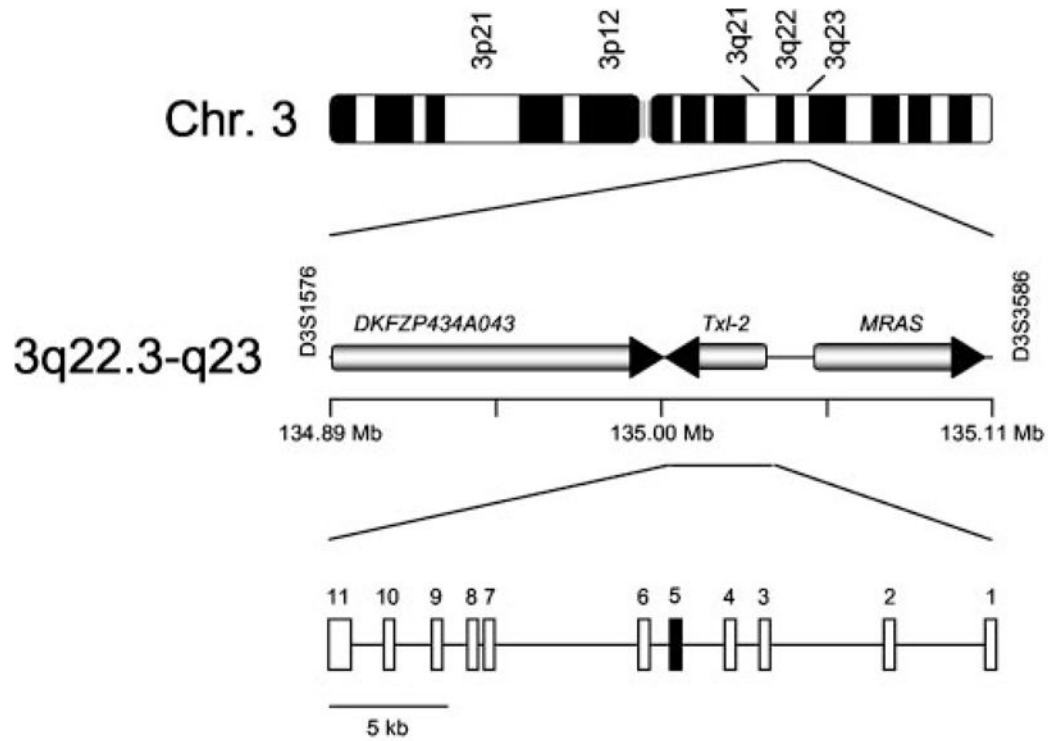 3p21 3p12 3q21 3q22 3q23
Chr. 3
D3S1576 DKFZP434A043 Txl-2 MRAS D3S3586
3q22.3-q23
134.89 Mb 135.00 Mb 135.11 Mb
11 10 9 8 7 6 5 4 3 2 1
5 kb